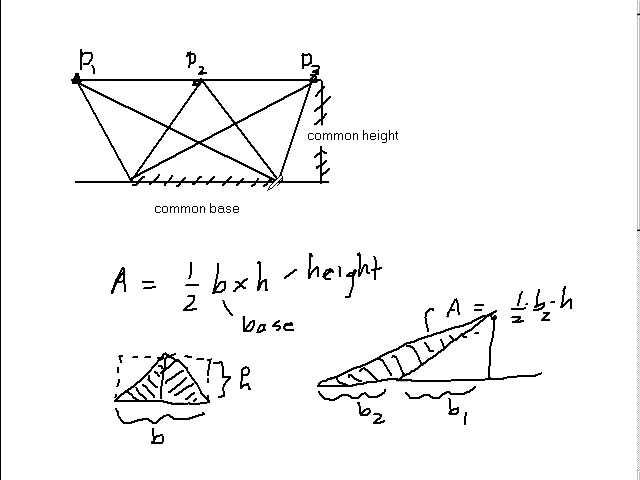 P1 P2 P3
common height
common base
A = 1/2 b x h height
base
A = 1/2 · b2 · h
h
b
b2 b1